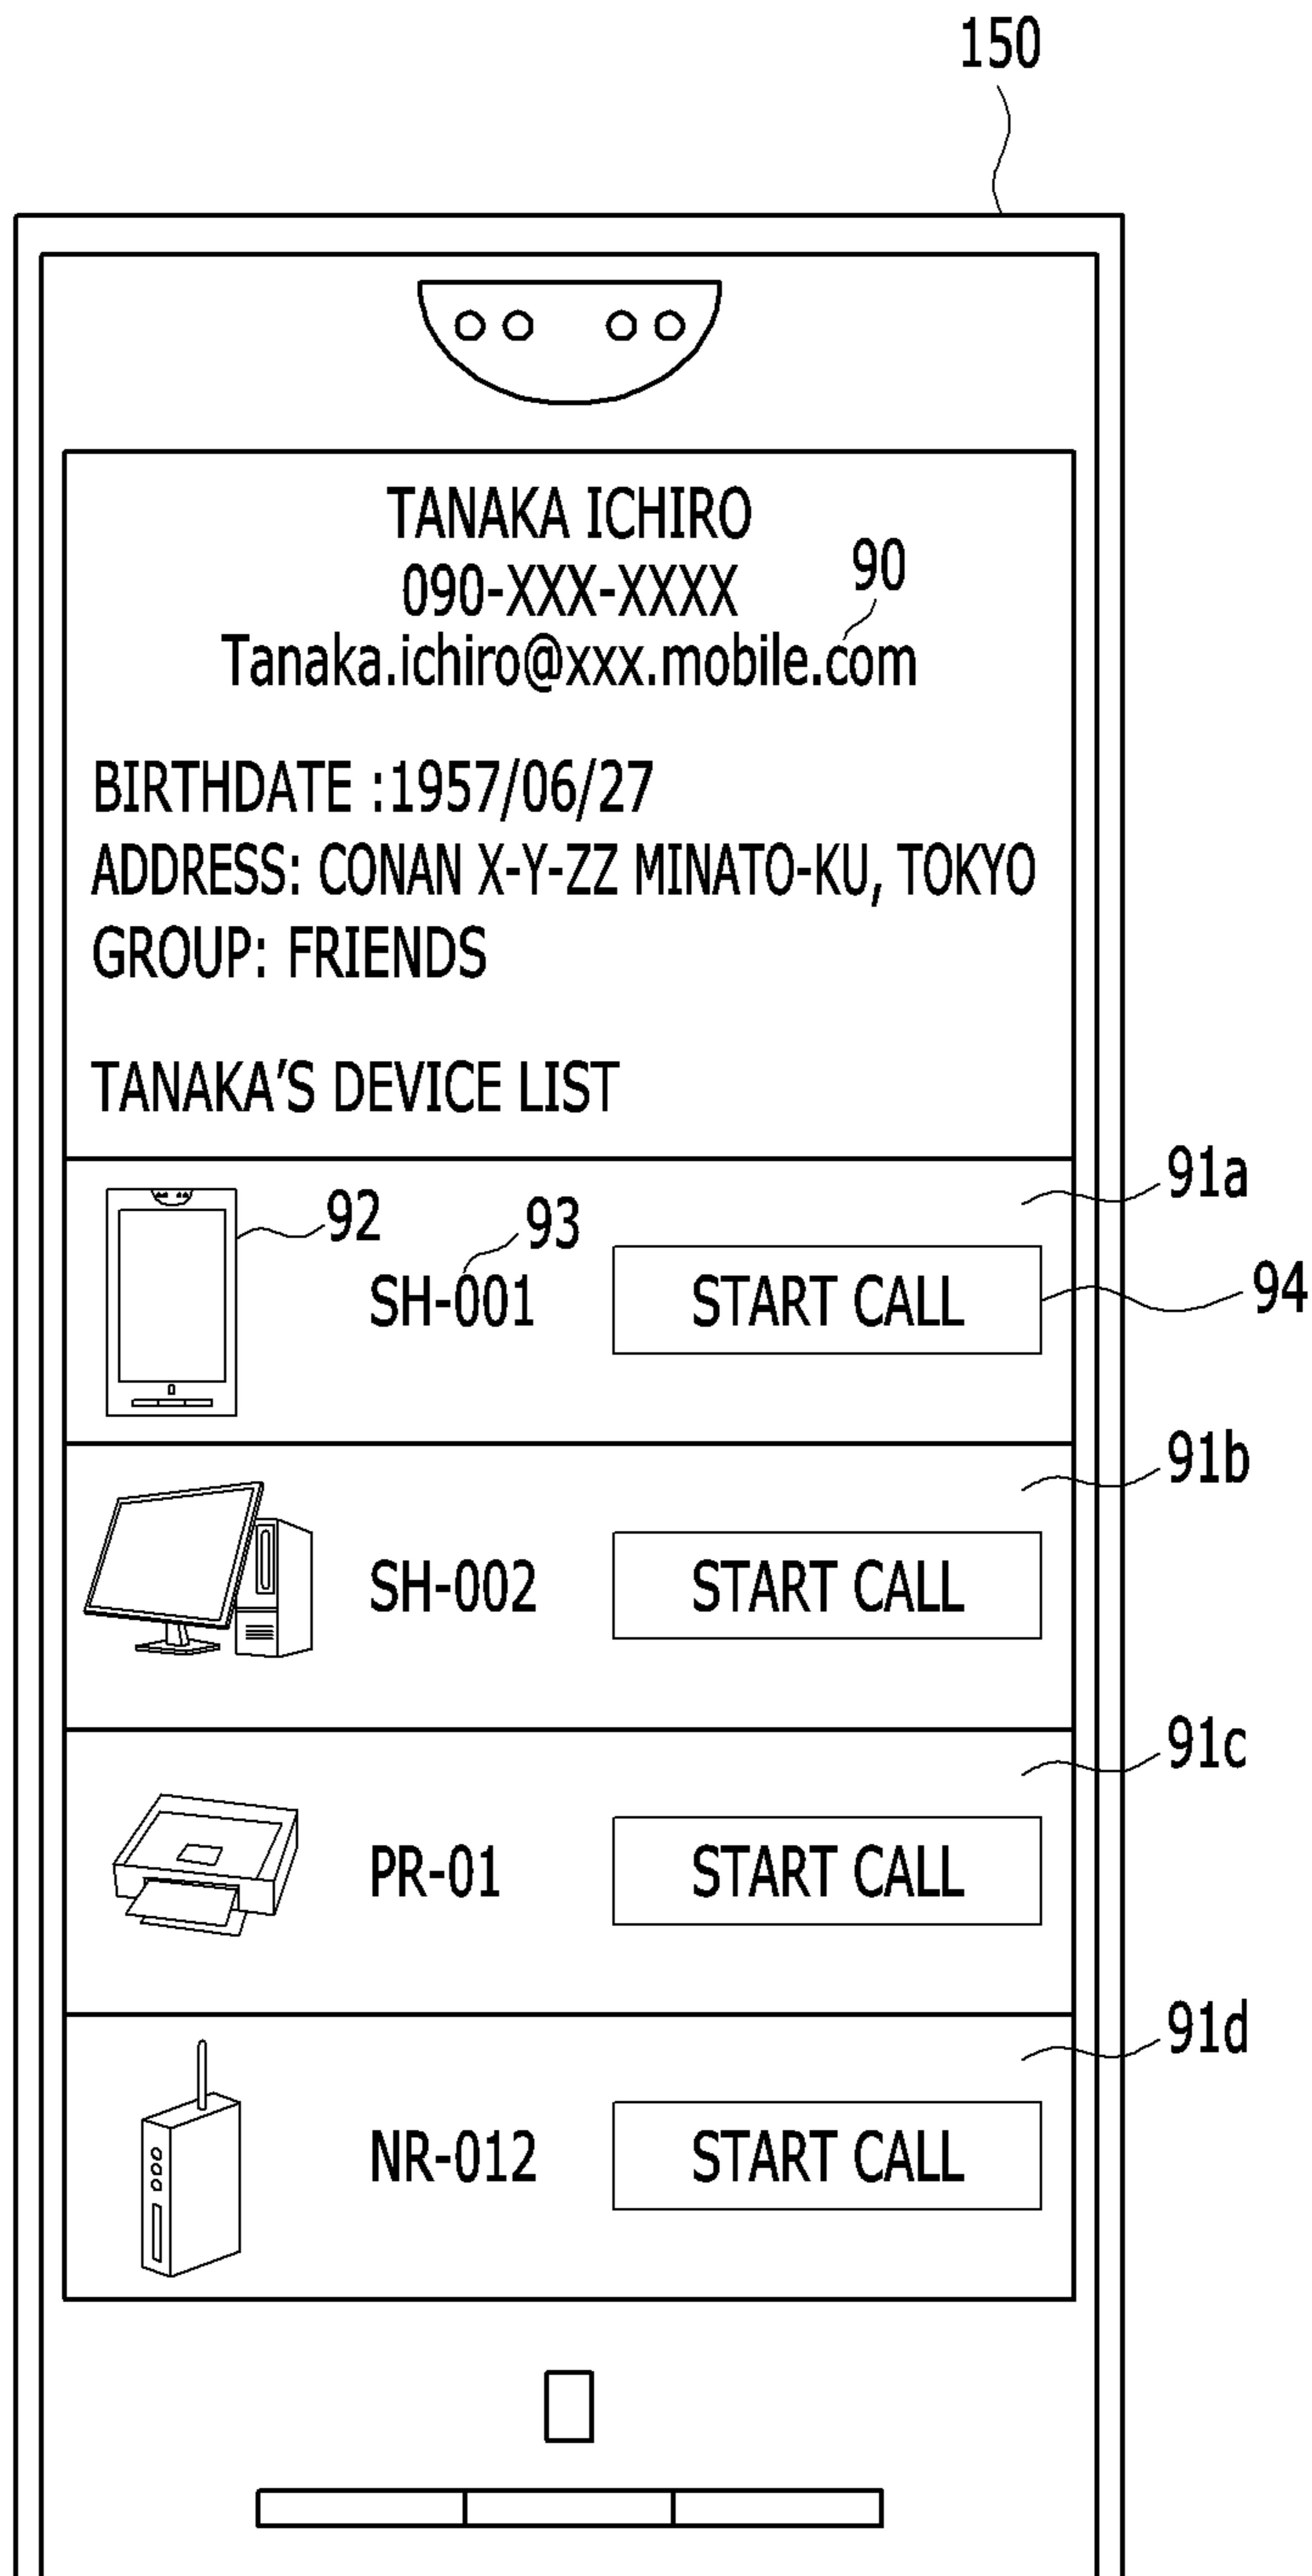 150
TANAKA ICHIRO
090-XXX-XXXX
90
Tanaka.ichiro@xxx.mobile.com
BIRTHDATE :1957/06/27
ADDRESS: CONAN X-Y-ZZ MINATO-KU, TOKYO
GROUP: FRIENDS
TANAKA’S DEVICE LIST
91a
92
93
SH-001
START CALL
94
91b
SH-002
START CALL
91c
PR-01
START CALL
91d
NR-012
START CALL